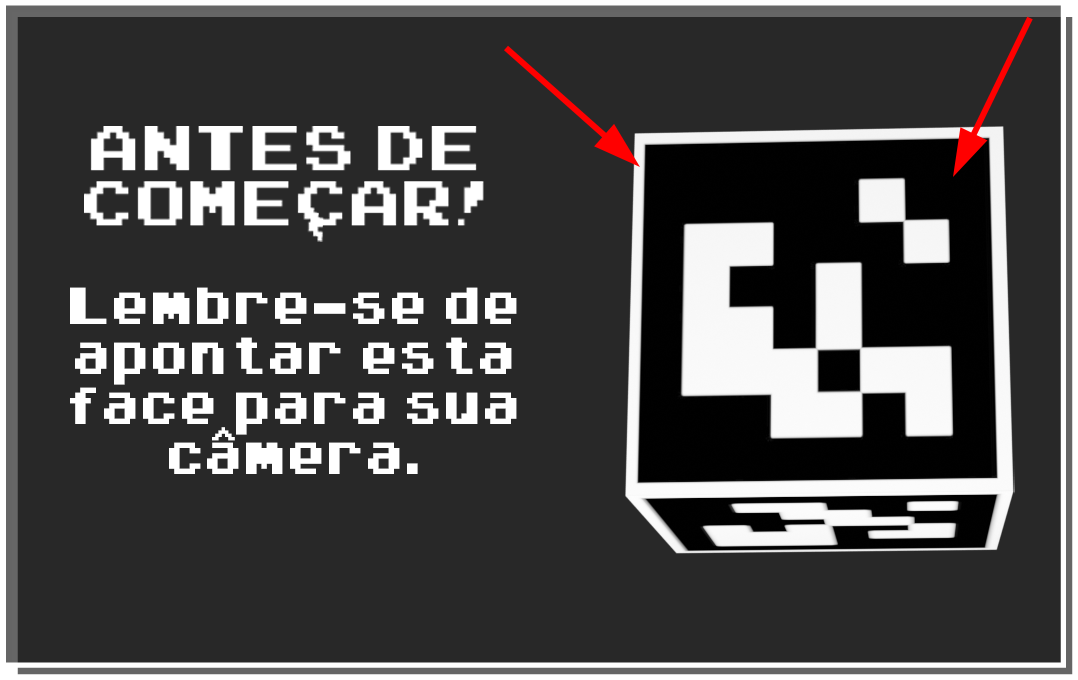 ANTES DE
COMEÇAR!
Lembre-se de
apontar esta
face para sua
câmera.